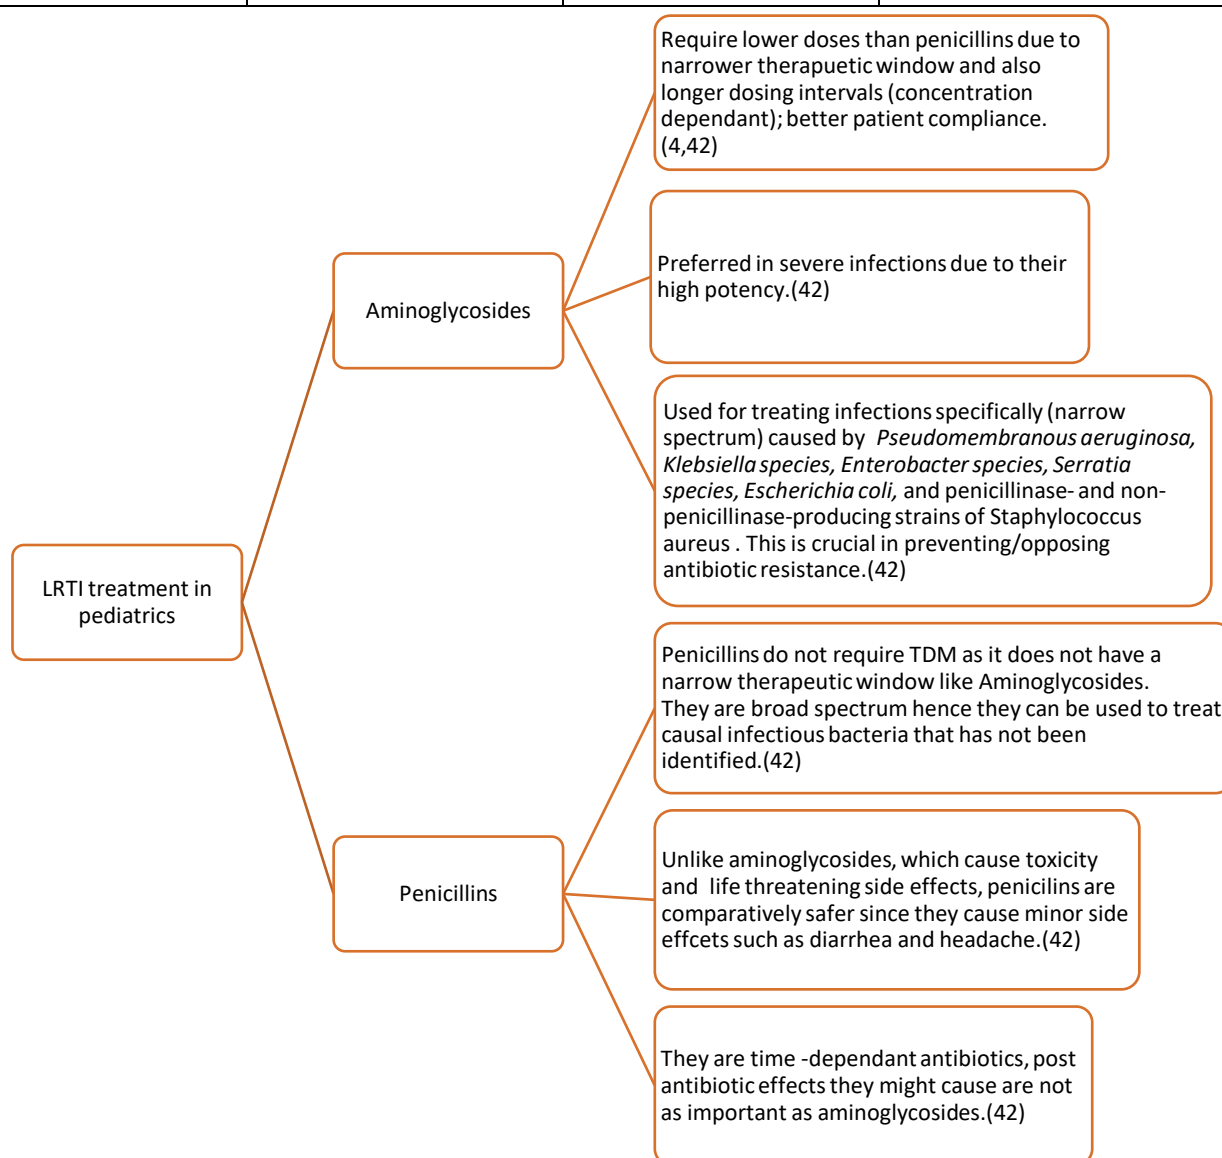 LRTI treatment in
pediatrics
Aminoglycosides
Require lower doses than penicillins due to
narrower therapuetic window and also
longer dosing intervals (concentration
dependant); better patient compliance.
(4,42)
Preferred in severe infections due to their
high potency.(42)
Used for treating infections specifically (narrow
spectrum) caused by Pseudomembranous aeruginosa,
Klebsiella species, Enterobacter species, Serratia
species, Escherichia coli, and penicillinase- and non-
penicillinase-producing strains of Staphylococcus
aureus . This is crucial in preventing/opposing
antibiotic resistance.(42)
Penicillins
Penicillins do not require TDM as it does not have a
narrow therapeutic window like Aminoglycosides.
They are broad spectrum hence they can be used to treat
causal infectious bacteria that has not been
identified.(42)
Unlike aminoglycosides, which cause toxicity
and life threatening side effects, penicilins are
comparatively safer since they cause minor side
effcets such as diarrhea and headache.(42)
They are time -dependant antibiotics, post
antibiotic effects they might cause are not
as important as aminoglycosides.(42)